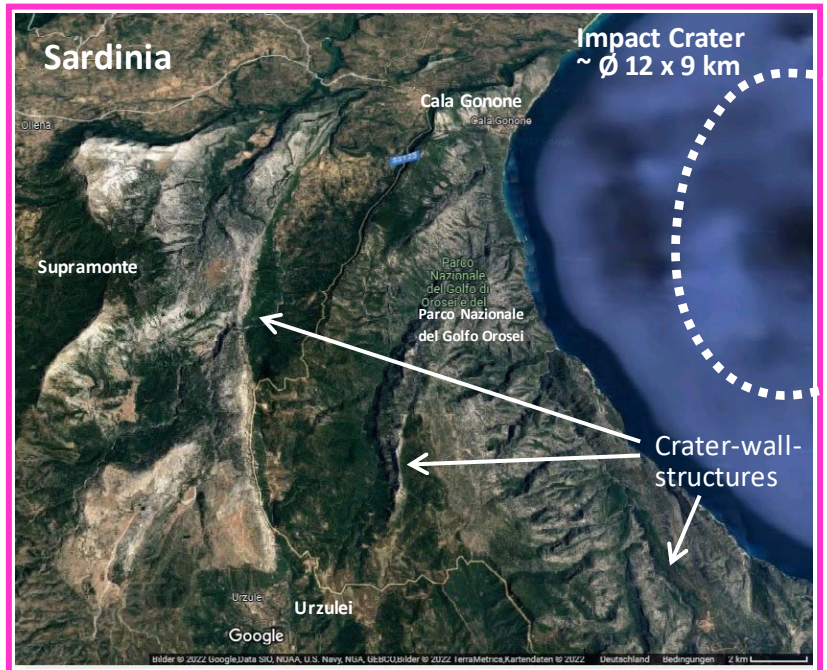 Sardinia
Impact Crater
~ Ø 12 x 9 km
Cala Gonone
Cala Gonone
Oliena
SS125
Supramonte
Parco
Nazionale
del Golfo di
Orosei e del
Parco Nazionale
del Golfo Orosei
Crater-wall-
structures
Urzulei
Urzulei
Google
Bilder © 2022 Google,Data SIO, NOAA, U.S. Navy, NGA, GEBCO,Bilder © 2022 TerraMetrica,Kartendaten © 2022 Deutschland Bedingungen 2 km